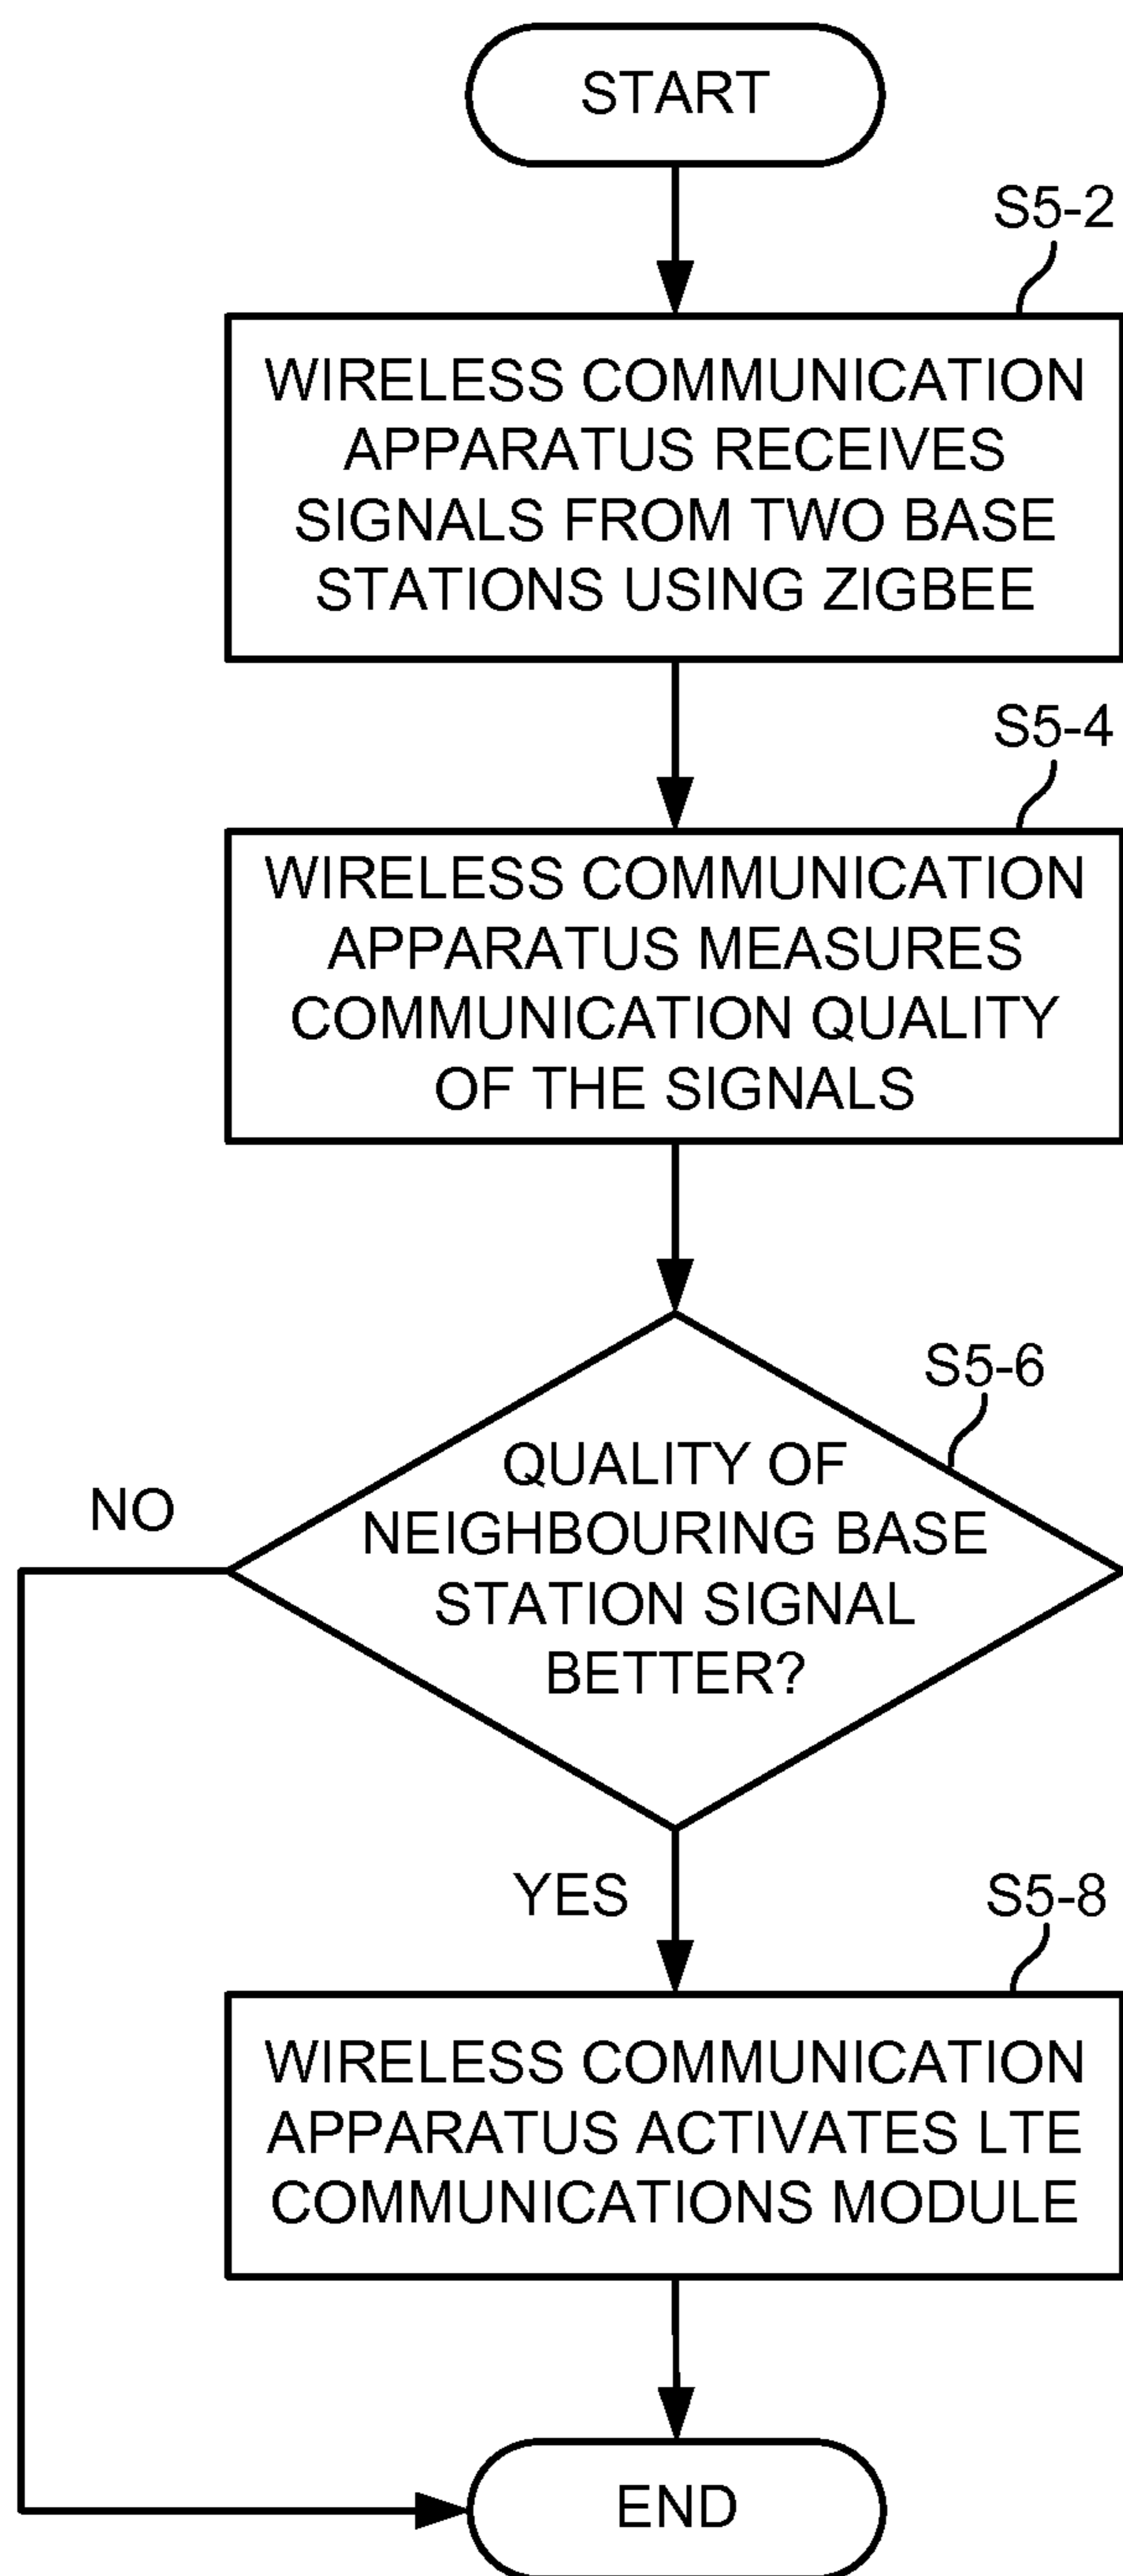 START
S5-2
WIRELESS COMMUNICATION
APPARATUS RECEIVES
SIGNALS FROM TWO BASE
STATIONS USING ZIGBEE
S5-4
WIRELESS COMMUNICATION
APPARATUS MEASURES
COMMUNICATION QUALITY
OF THE SIGNALS
S5-6
QUALITY OF
NEIGHBOURING BASE
STATION SIGNAL
BETTER?
NO
YES
S5-8
WIRELESS COMMUNICATION
APPARATUS ACTIVATES LTE
COMMUNICATIONS MODULE
END